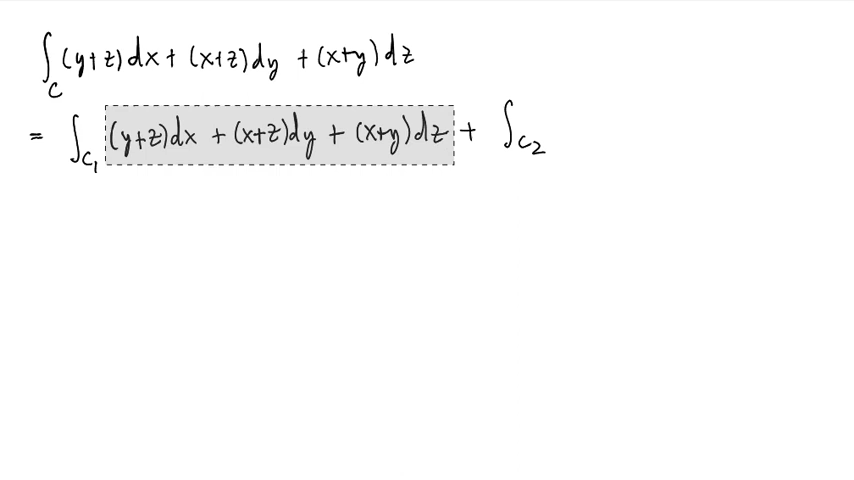 ∫_C (y+z)dx + (x+z)dy + (x+y)dz
= ∫_{C_1} (y+z)dx + (x+z)dy + (x+y)dz + ∫_{C_2}